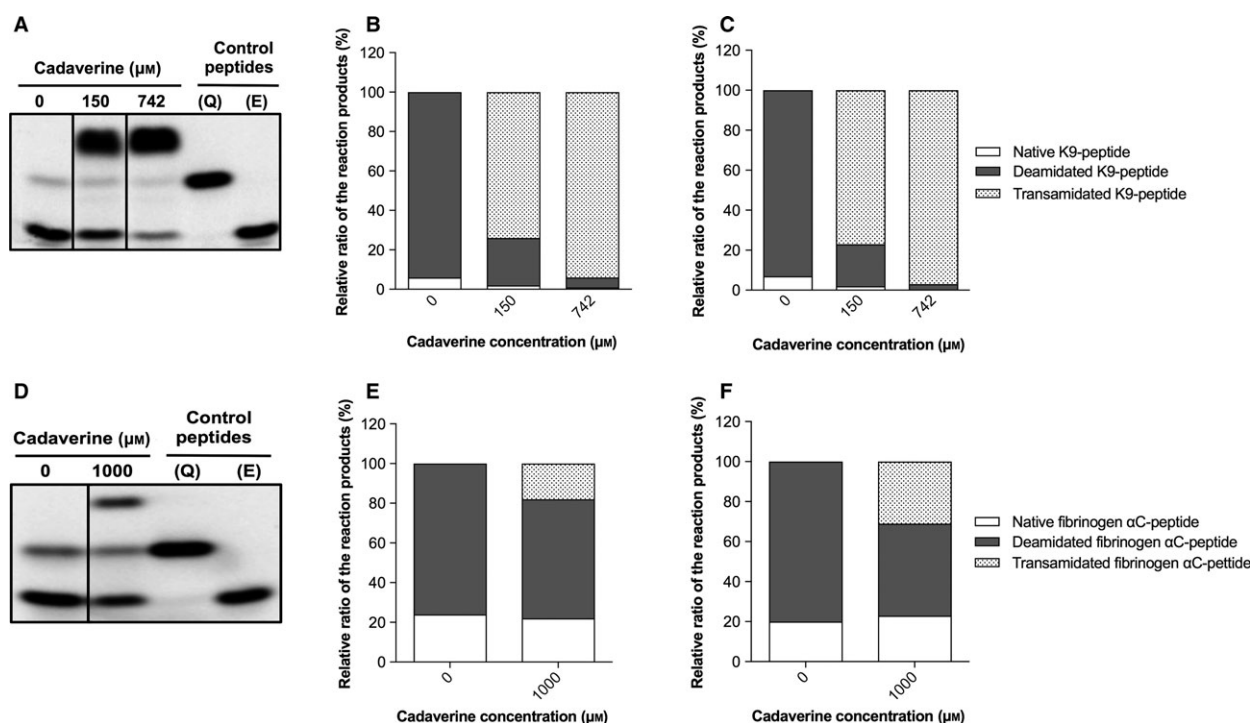 A
Cadaverine (µM)
Control
peptides
0 150 742 (Q) (E)
B
Relative ratio of the reaction products (%)
120
100
80
60
40
20
0
0 150 742
Cadaverine concentration (µM)
C
Relative ratio of the reaction products (%)
120
100
80
60
40
20
0
0 150 742
Cadaverine concentration (µM)
Native K9-peptide
Deamidated K9-peptide
Transamidated K9-peptide
D
Cadaverine (µM)
Control
peptides
0 1000 (Q) (E)
E
Relative ratio of the reaction products (%)
120
100
80
60
40
20
0
0 1000
Cadaverine concentration (µM)
F
Relative ratio of the reaction products (%)
120
100
80
60
40
20
0
0 1000
Cadaverine concentration (µM)
Native fibrinogen αC-peptide
Deamidated fibrinogen αC-peptide
Transamidated fibrinogen αC-pettide